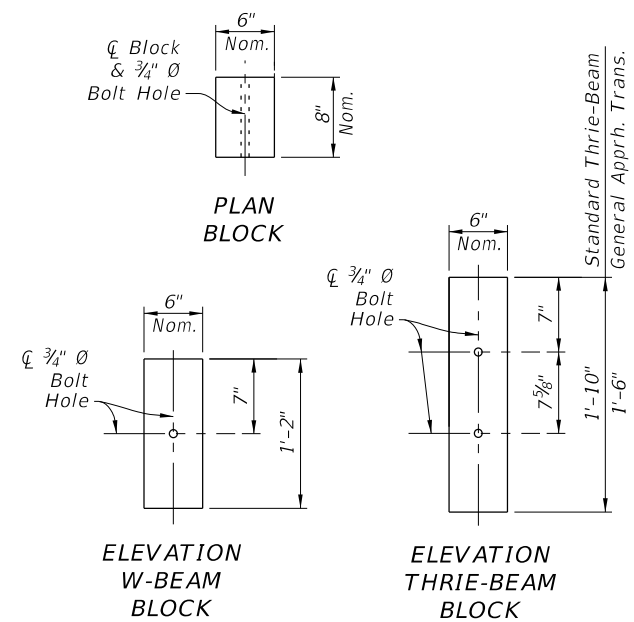 6"
Nom.
℄ Block
& ¾" Ø
Bolt Hole
8"
Nom.
PLAN
BLOCK
6"
Nom.
℄ ¾" Ø
Bolt
Hole
7"
1'-2"
ELEVATION
W-BEAM
BLOCK
Standard Thrie-Beam
General Apprh. Trans.
6"
Nom.
℄ ¾" Ø
Bolt
Hole
7"
7⅝"
1'-10"
1'-6"
ELEVATION
THRIE-BEAM
BLOCK